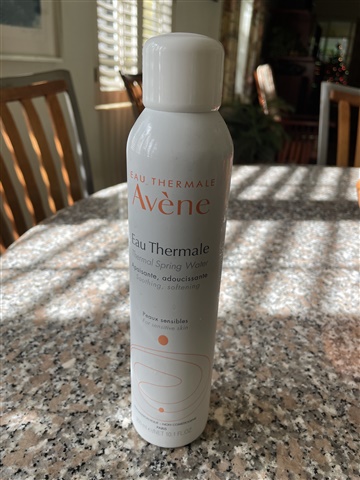 EAU THERMALE
Avène
Eau Thermale
Thermal Spring Water
Apaisante, adoucissante
Soothing, softening
Peaux sensibles
For sensitive skin